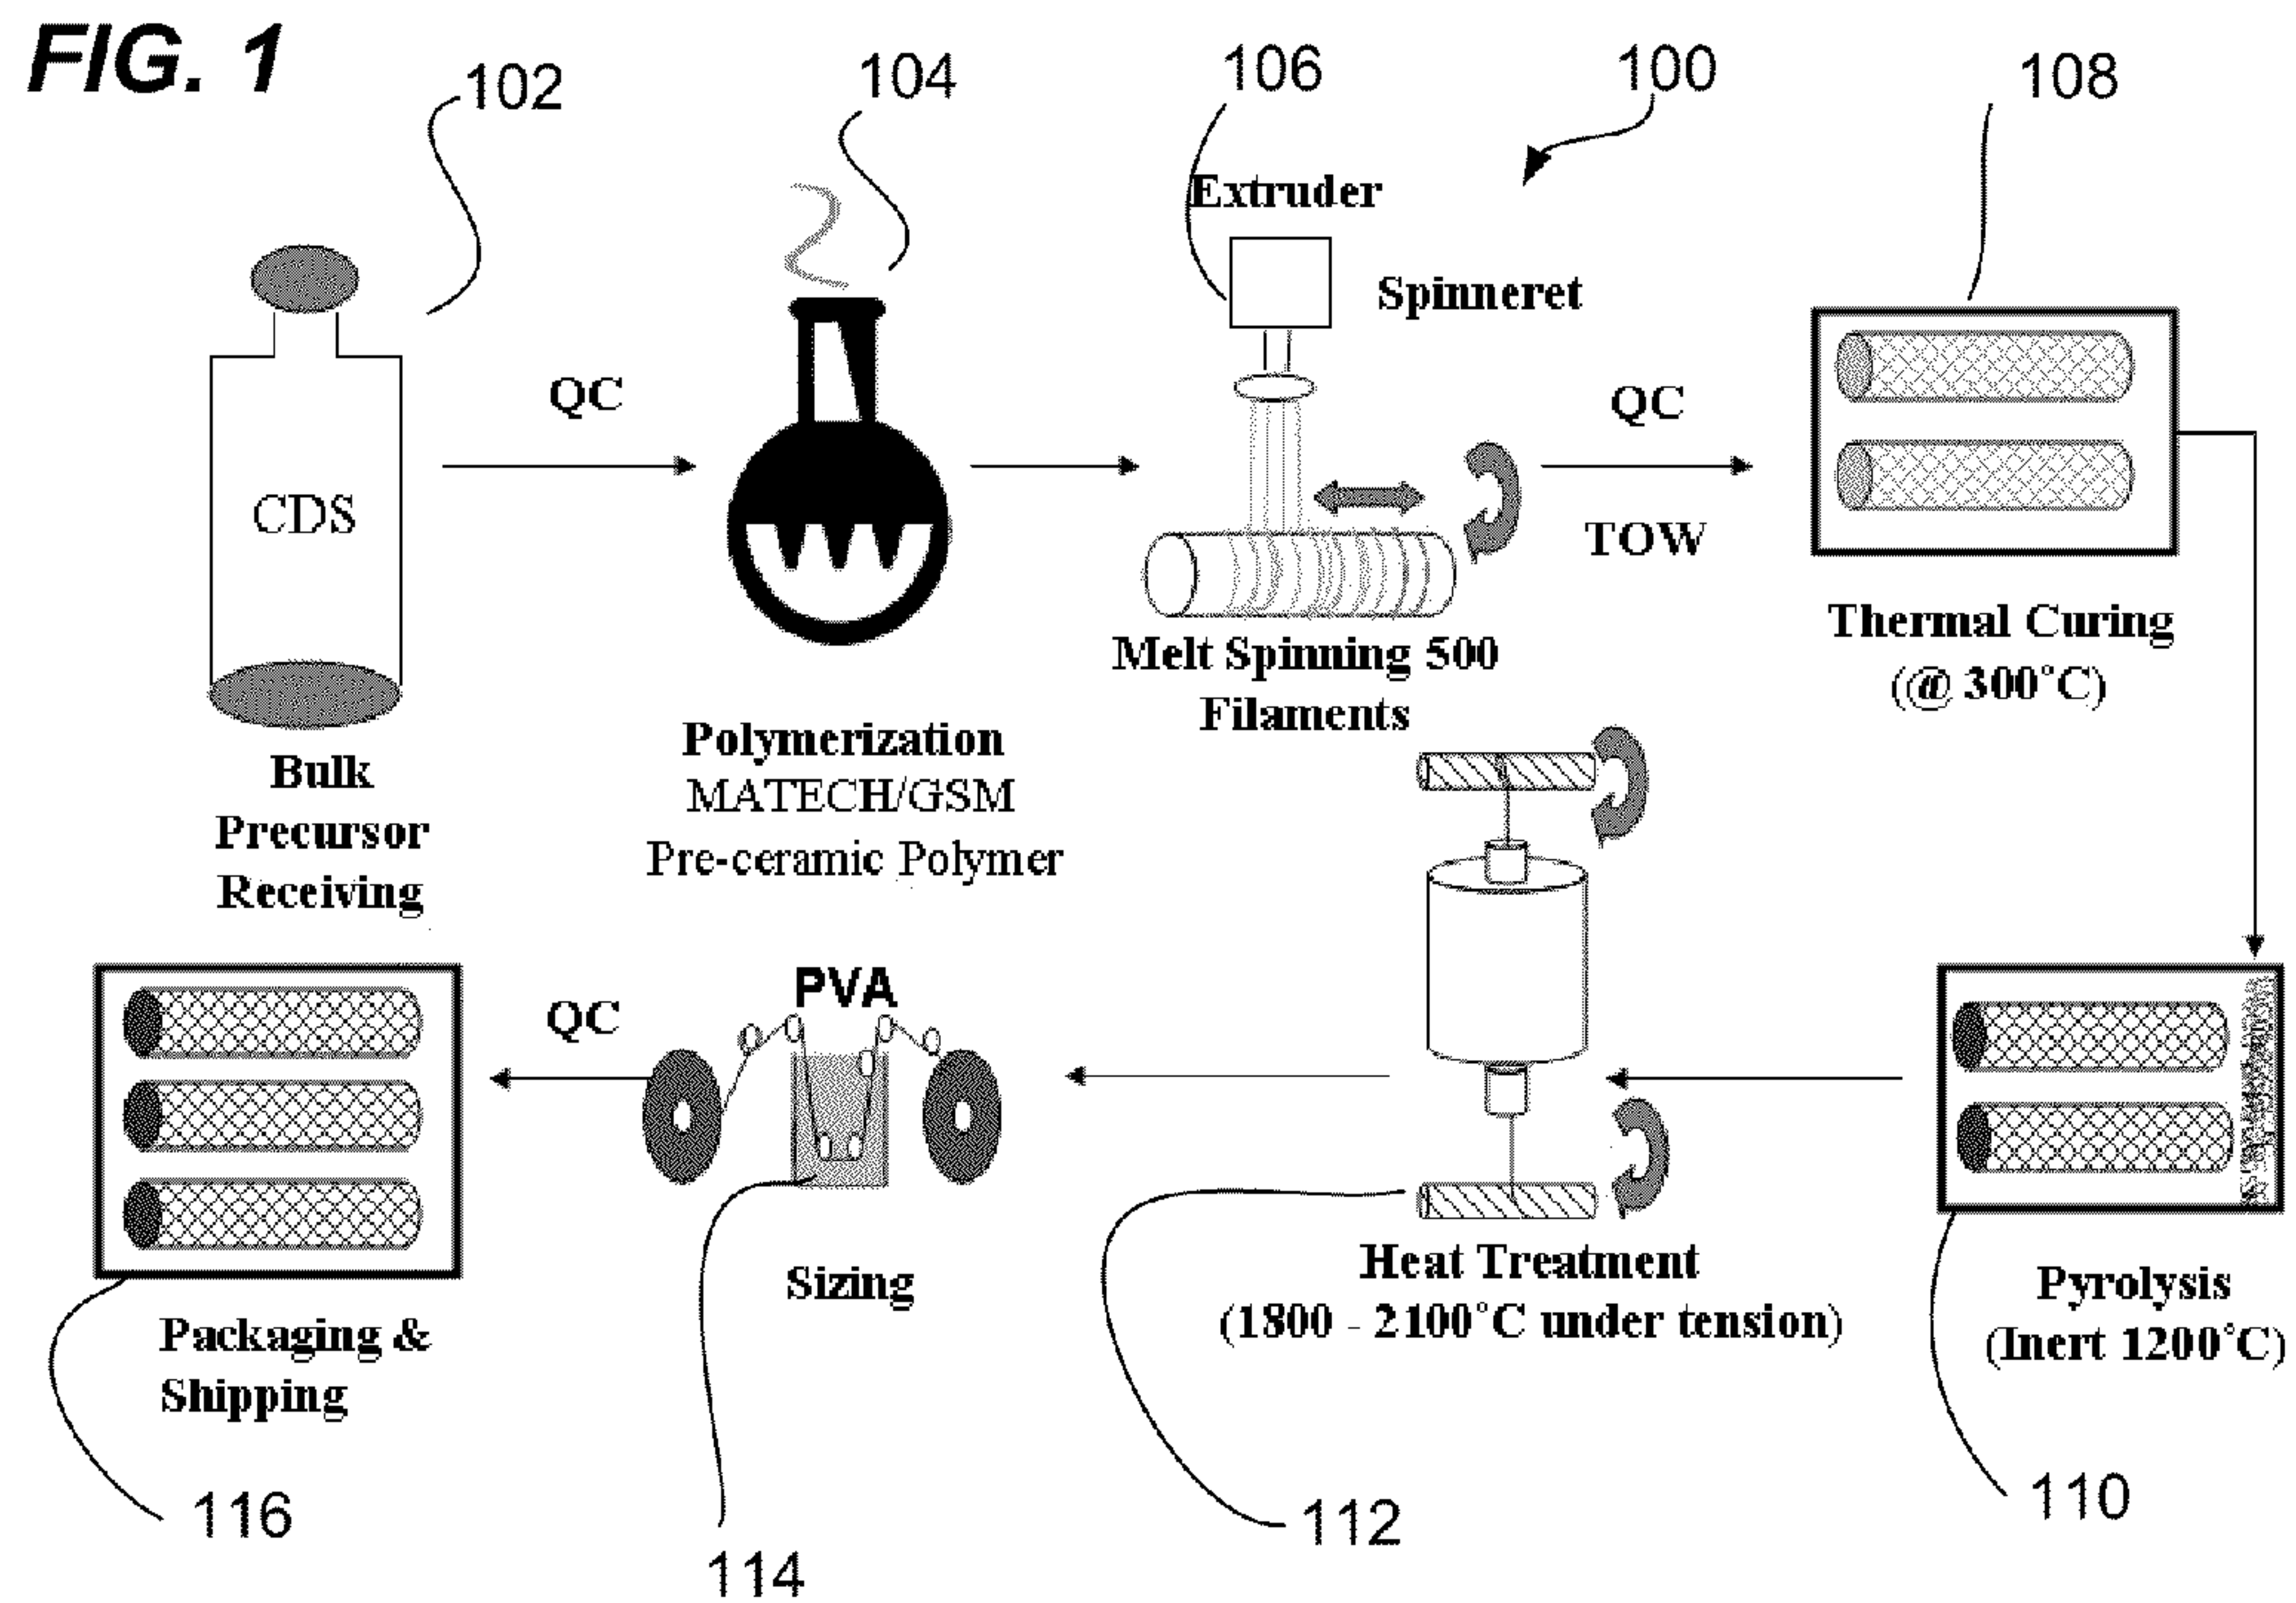 FIG. 1
102
104
106
100
108
Extruder
Spinneret
QC
QC
CDS
TOW
Melt Spinning 500
Filaments
Thermal Curing
(@ 300°C)
Polymerization
MATECH/GSM
Pre-ceramic Polymer
Bulk
Precursor
Receiving
PVA
QC
Sizing
Heat Treatment
(1800 - 2100°C under tension)
Pyrolysis
(Inert 1200°C)
Packaging &
Shipping
116
114
112
110